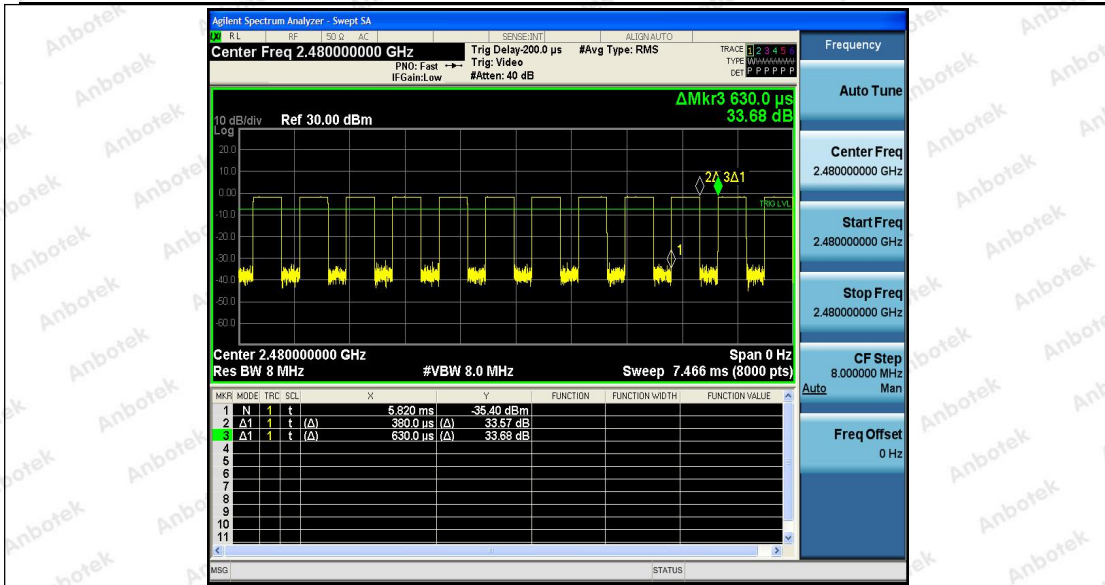 Agilent Spectrum Analyzer - Swept SA
RL RF 50 Ω AC SENSE:INT ALIGNAUTO
Center Freq 2.480000000 GHz
PNO: Fast
IFGain:Low
Trig Delay-200.0 µs
Trig: Video
#Atten: 40 dB
#Avg Type: RMS
TRACE 1 2 3 4 5 6
TYPE
DET P P P P P P
Frequency
Auto Tune
Center Freq
2.480000000 GHz
Start Freq
2.480000000 GHz
Stop Freq
2.480000000 GHz
CF Step
8.000000 MHz
Auto Man
Freq Offset
0 Hz
ΔMkr3 630.0 µs
33.68 dB
10 dB/div Ref 30.00 dBm
Log
20.0
10.0
0.00
-10.0
-20.0
-30.0
-40.0
-50.0
-60.0
2Δ 3Δ1
TRIG LVL
1
Center 2.480000000 GHz Span 0 Hz
Res BW 8 MHz #VBW 8.0 MHz Sweep 7.466 ms (8000 pts)
MKR MODE TRC SCL X Y FUNCTION FUNCTION WIDTH FUNCTION VALUE
1 N 1 t 5.820 ms -35.40 dBm
2 Δ1 1 t (Δ) 380.0 µs (Δ) 33.57 dB
3 Δ1 1 t (Δ) 630.0 µs (Δ) 33.68 dB
4
5
6
7
8
9
10
11
MSG STATUS
Anbotek